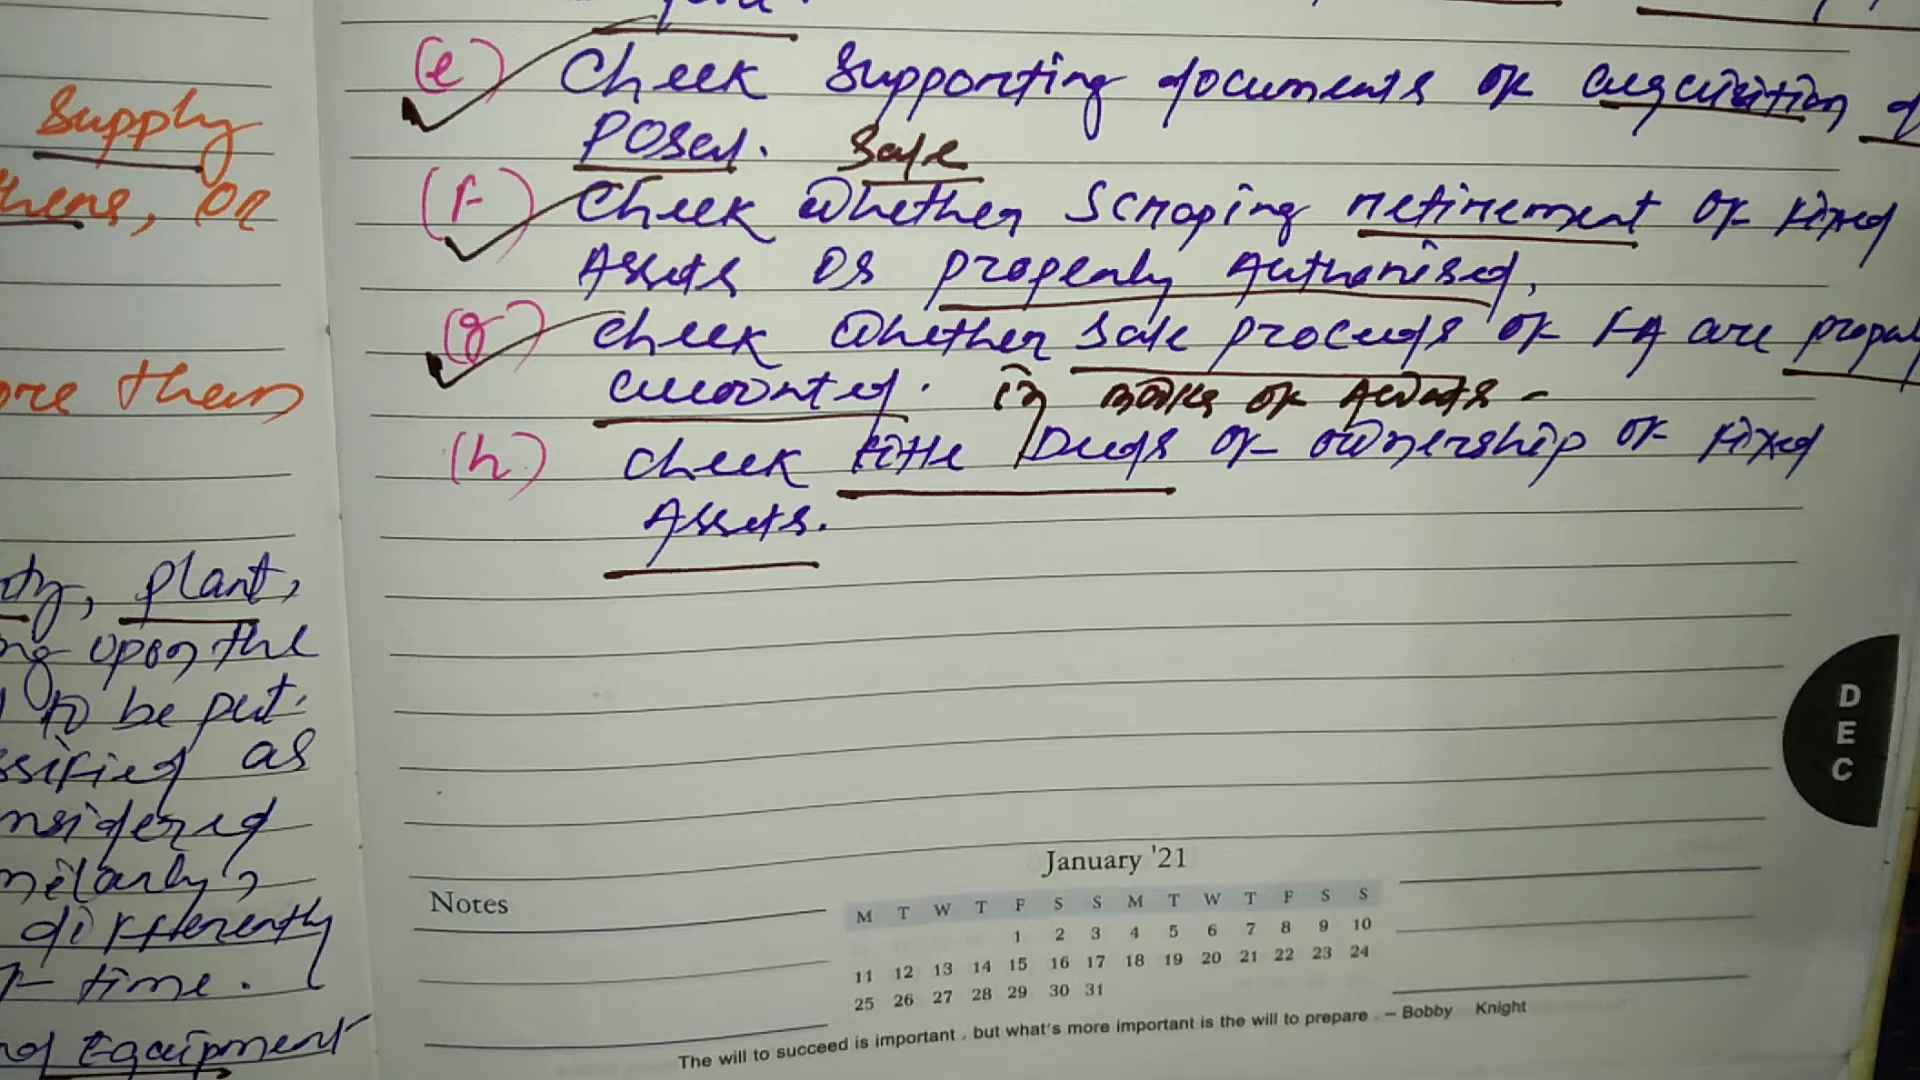 Supply
or
ore them
plant,
upon the
to be put
as
differently
time.
Equipment
(e) Check Supporting documents of acquisition
posal. Sale
(f) Check Whether Scraping retirement of Fixed
Assets Is properly Authorised.
(g) Check Whether Sale proceeds of FA are
accounted. in books of
(h) Check title Deeds of ownership of Fixed
Assets.
D
E
C
January '21
Notes
M T W T F S S M T W T F S S
1 2 3 4 5 6 7 8 9 10
11 12 13 14 15 16 17 18 19 20 21 22 23 24
25 26 27 28 29 30 31
The will to succeed is important , but what's more important is the will to prepare . – Bobby Knight